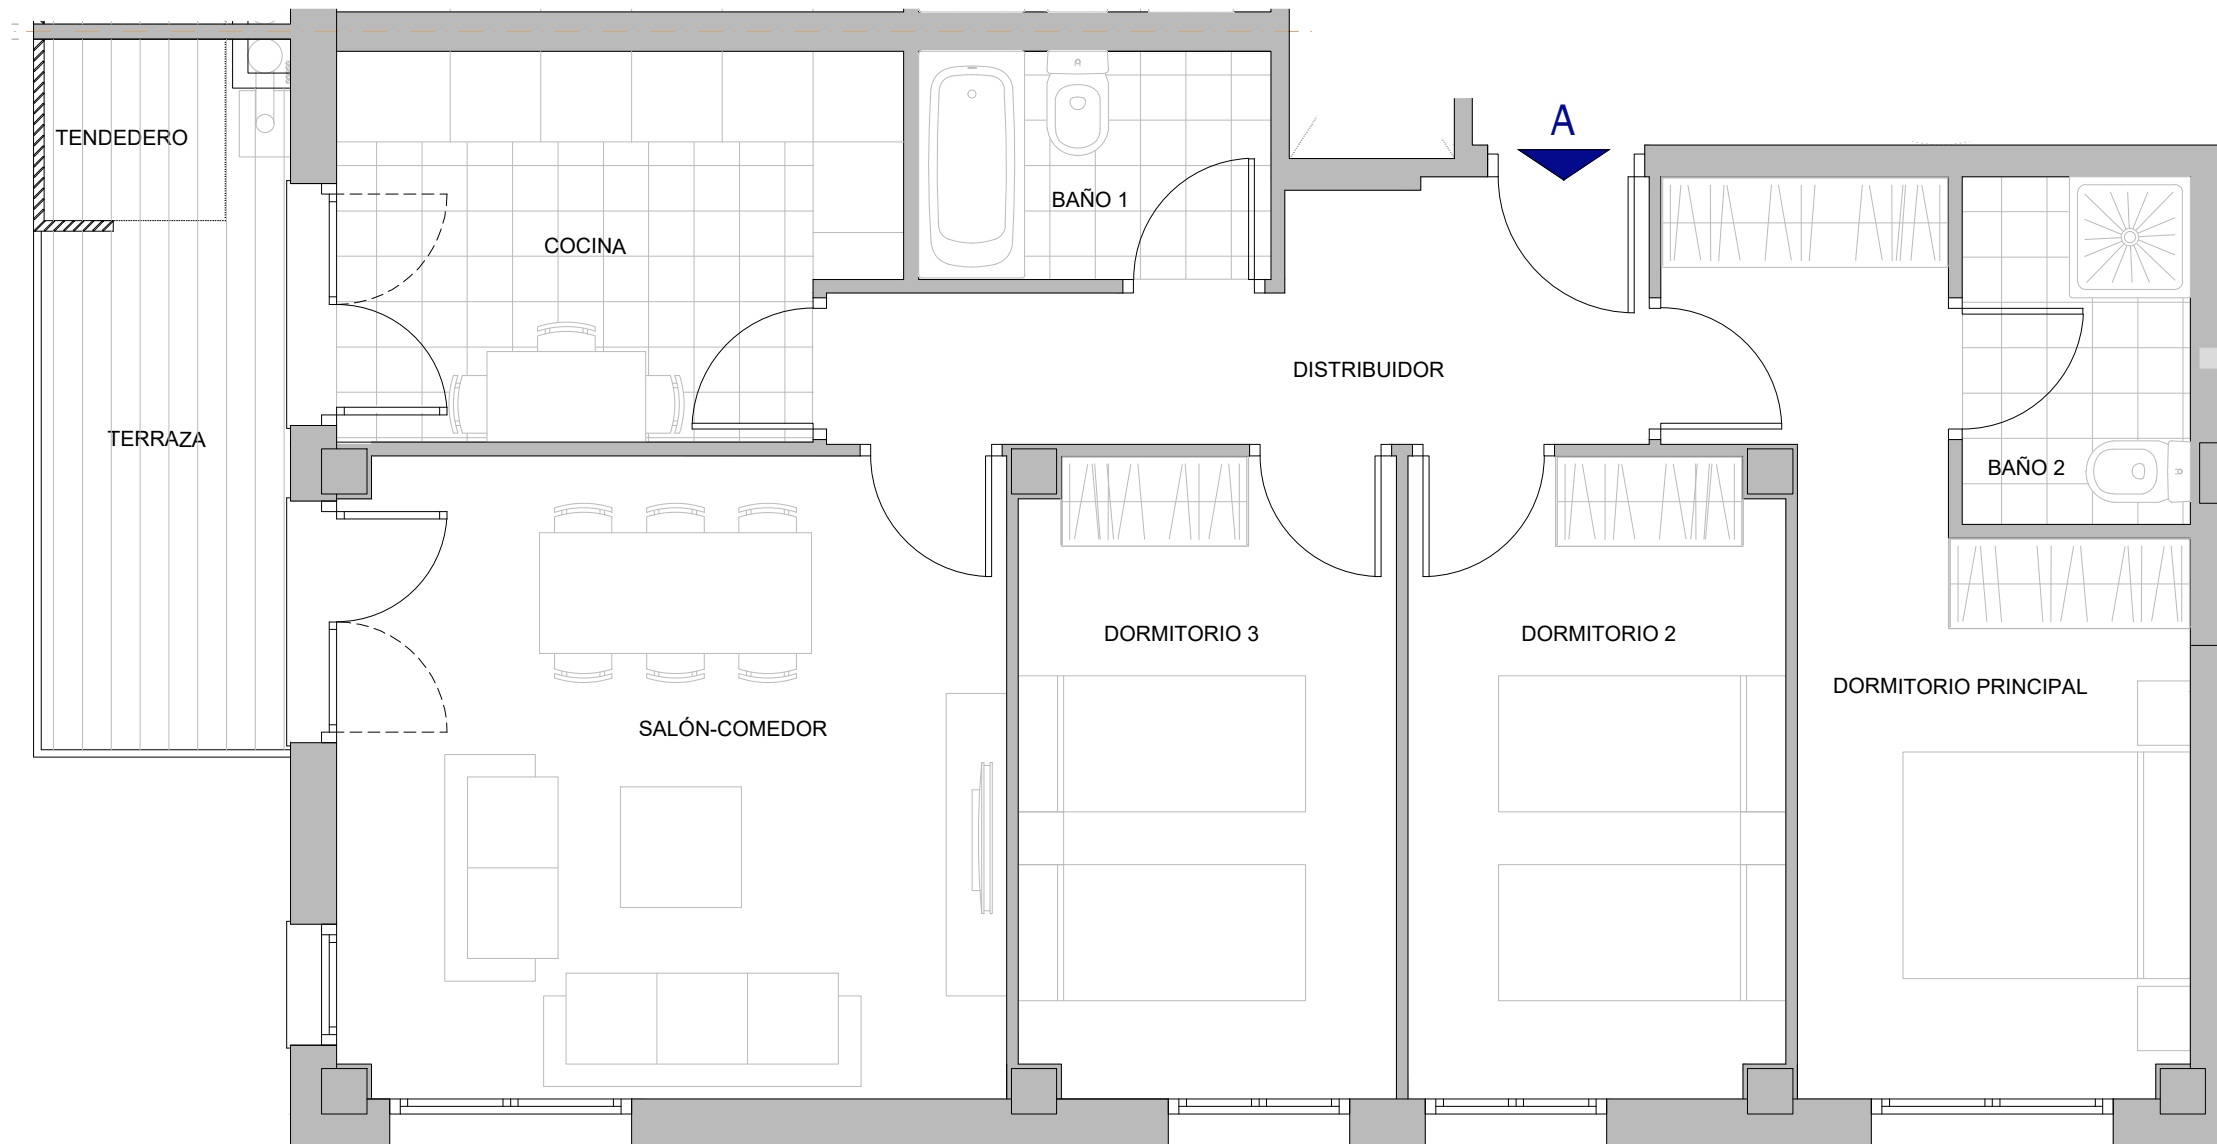 A
TENDEDERO
BAÑO 1
COCINA
DISTRIBUIDOR
TERRAZA
BAÑO 2
DORMITORIO 3
DORMITORIO 2
DORMITORIO PRINCIPAL
SALÓN-COMEDOR